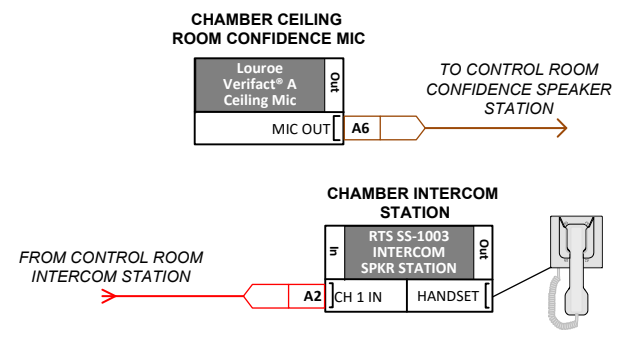 CHAMBER CEILING
ROOM CONFIDENCE MIC
Louroe
Verifact® A
Ceiling Mic
Out
MIC OUT
A6
TO CONTROL ROOM
CONFIDENCE SPEAKER
STATION
CHAMBER INTERCOM
STATION
In
RTS SS-1003
INTERCOM
SPKR STATION
Out
FROM CONTROL ROOM
INTERCOM STATION
A2
CH 1 IN
HANDSET